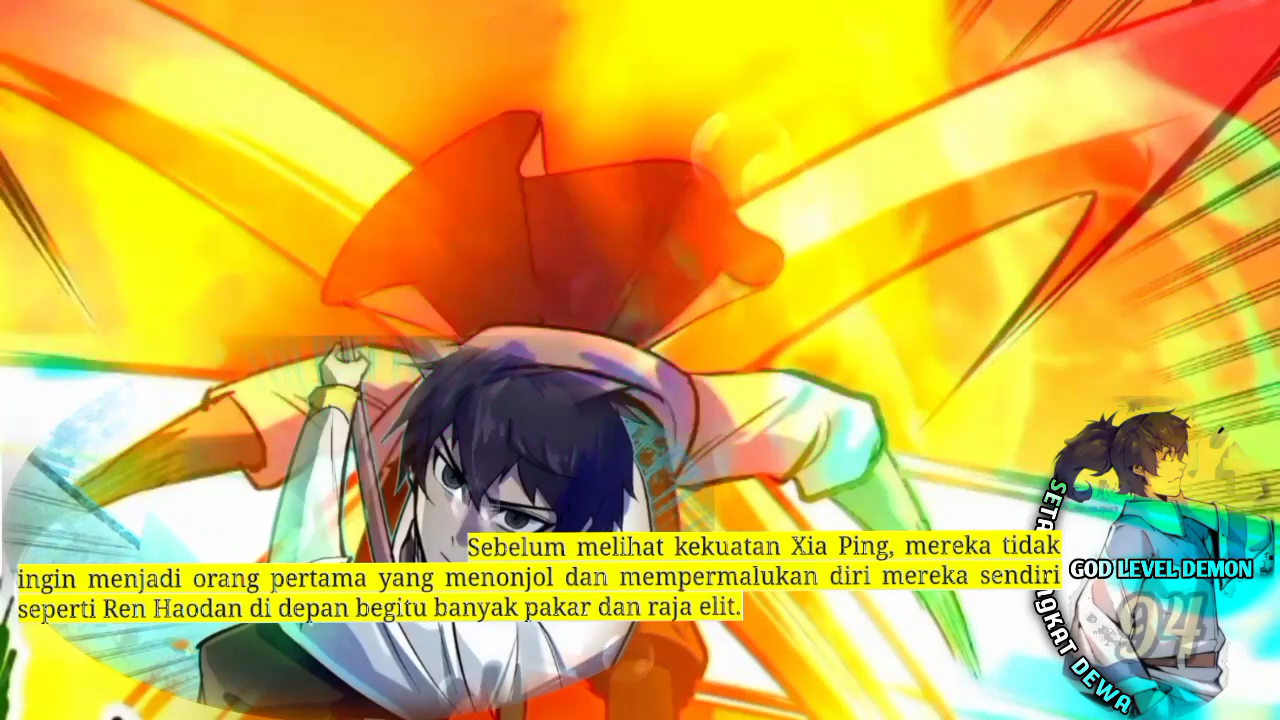 Sebelum melihat kekuatan Xia Ping, mereka tidak
ingin menjadi orang pertama yang menonjol dan mempermalukan diri mereka sendiri
seperti Ren Haodan di depan begitu banyak pakar dan raja elit.
GOD LEVEL DEMON
94
DEWA